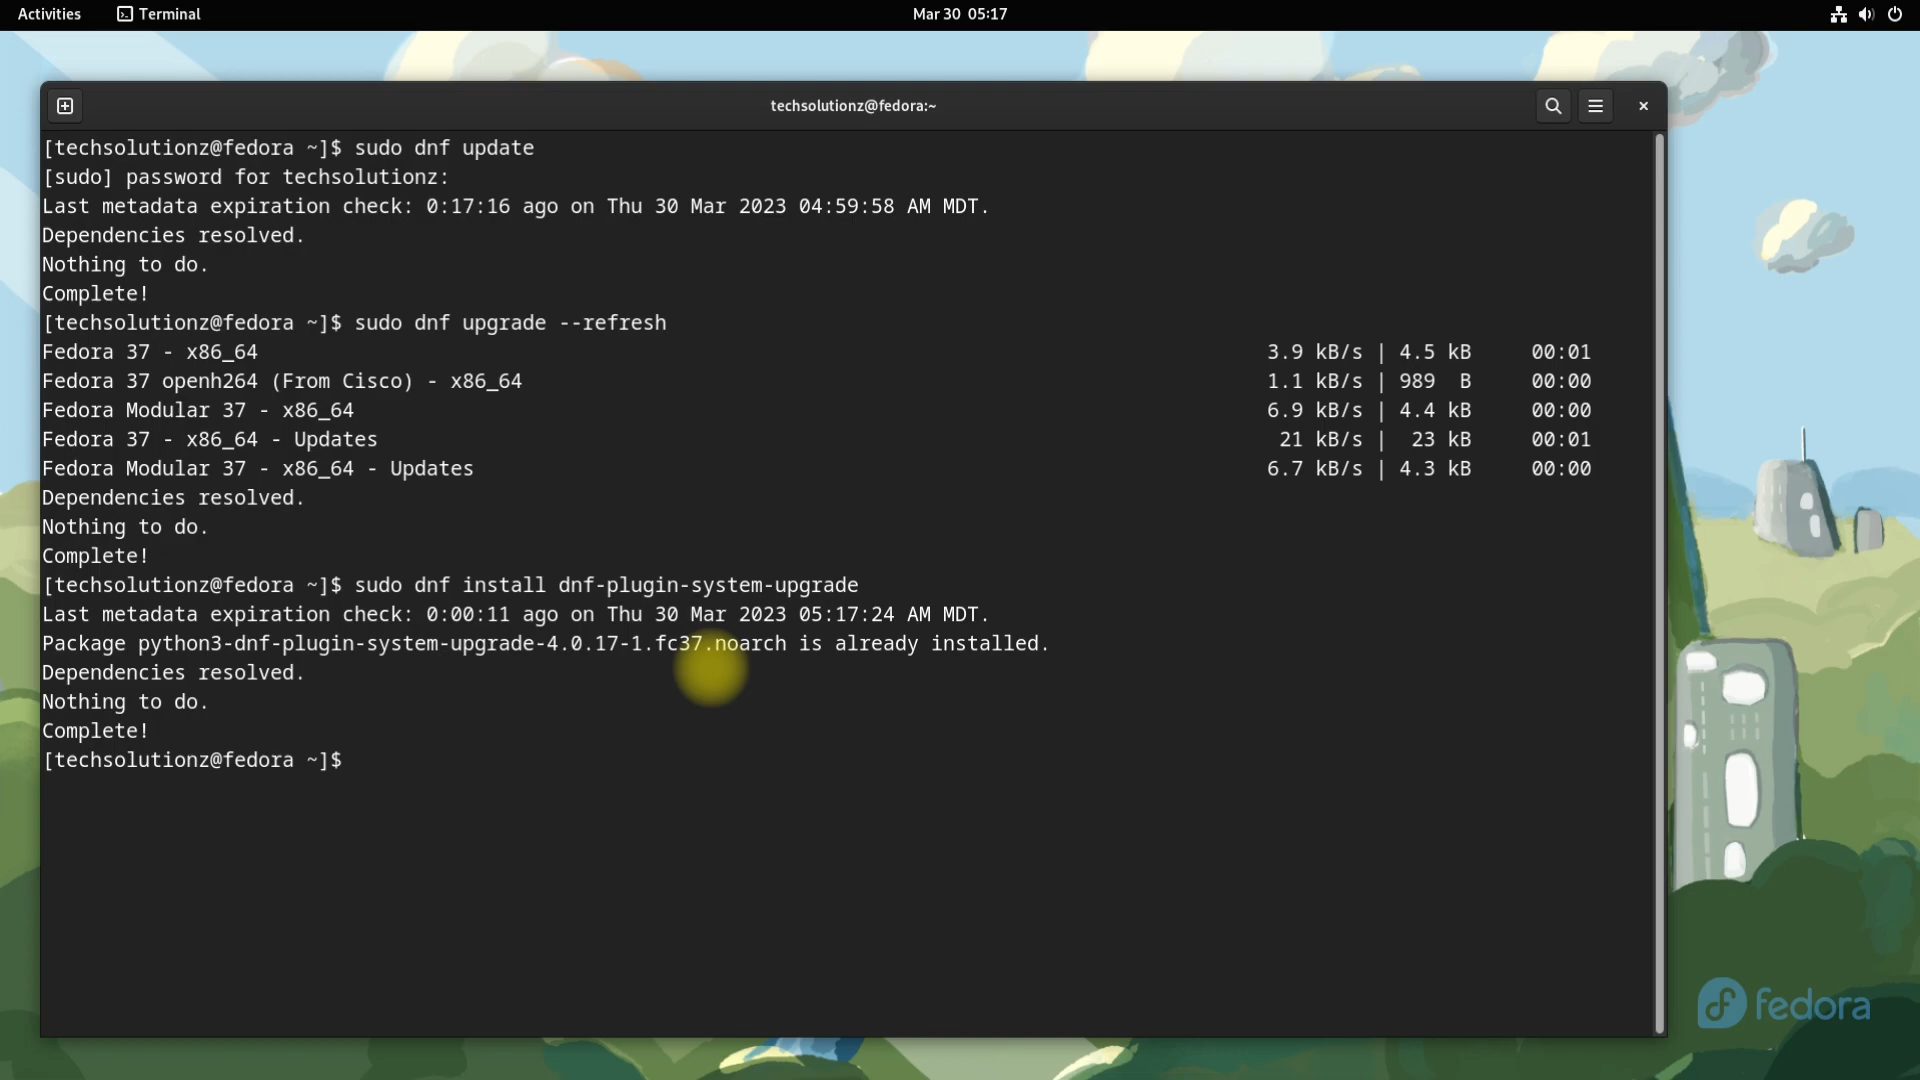 Activities Terminal Mar 30 05:17
techsolutionz@fedora:~
[techsolutionz@fedora ~]$ sudo dnf update
[sudo] password for techsolutionz:
Last metadata expiration check: 0:17:16 ago on Thu 30 Mar 2023 04:59:58 AM MDT.
Dependencies resolved.
Nothing to do.
Complete!
[techsolutionz@fedora ~]$ sudo dnf upgrade --refresh
Fedora 37 - x86_64 3.9 kB/s | 4.5 kB 00:01
Fedora 37 openh264 (From Cisco) - x86_64 1.1 kB/s | 989 B 00:00
Fedora Modular 37 - x86_64 6.9 kB/s | 4.4 kB 00:00
Fedora 37 - x86_64 - Updates 21 kB/s | 23 kB 00:01
Fedora Modular 37 - x86_64 - Updates 6.7 kB/s | 4.3 kB 00:00
Dependencies resolved.
Nothing to do.
Complete!
[techsolutionz@fedora ~]$ sudo dnf install dnf-plugin-system-upgrade
Last metadata expiration check: 0:00:11 ago on Thu 30 Mar 2023 05:17:24 AM MDT.
Package python3-dnf-plugin-system-upgrade-4.0.17-1.fc37.noarch is already installed.
Dependencies resolved.
Nothing to do.
Complete!
[techsolutionz@fedora ~]$
fedora